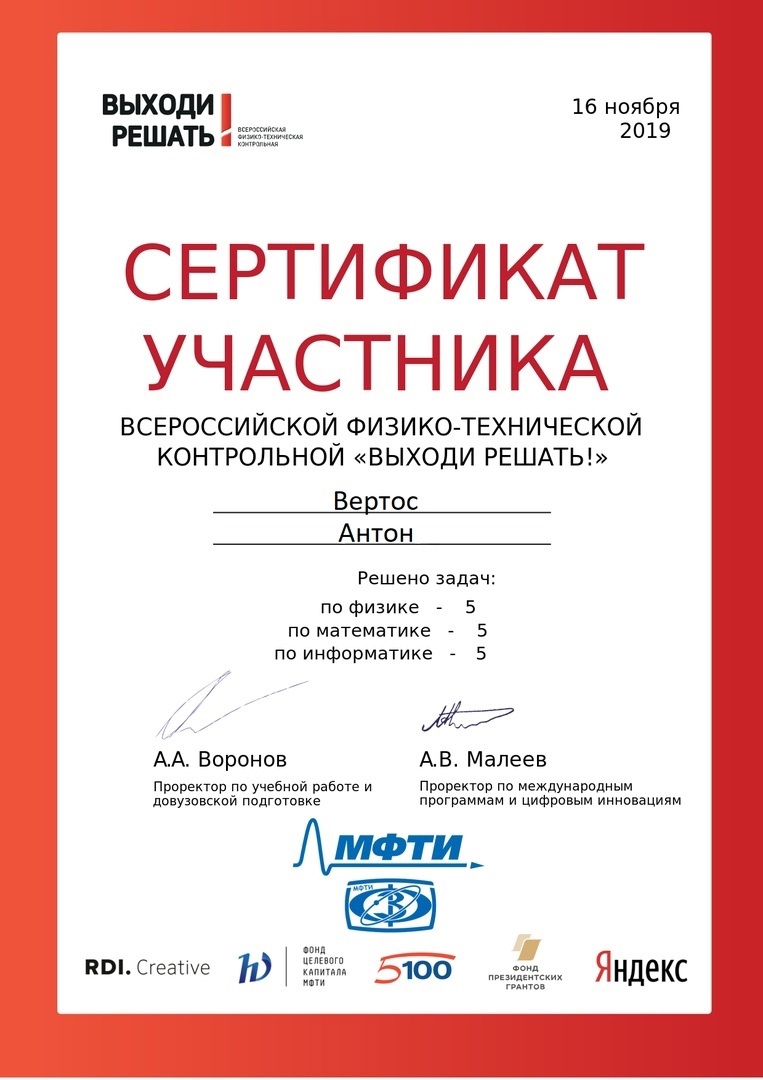 ВЫХОДИ
РЕШАТЬ!
ВСЕРОССИЙСКАЯ
ФИЗИКО-ТЕХНИЧЕСКАЯ
КОНТРОЛЬНАЯ
16 ноября
2019
СЕРТИФИКАТ
УЧАСТНИКА
ВСЕРОССИЙСКОЙ ФИЗИКО-ТЕХНИЧЕСКОЙ
КОНТРОЛЬНОЙ «ВЫХОДИ РЕШАТЬ!»
Вертос
Антон
Решено задач:
по физике - 5
по математике - 5
по информатике - 5
А.А. Воронов
Проректор по учебной работе и
довузовской подготовке
А.В. Малеев
Проректор по международным
программам и цифровым инновациям
МФТИ
МФТИ
RDI. Creative
ФОНД
ЦЕЛЕВОГО
КАПИТАЛА
МФТИ
5100
ФОНД
ПРЕЗИДЕНТСКИХ
ГРАНТОВ
Яндекс